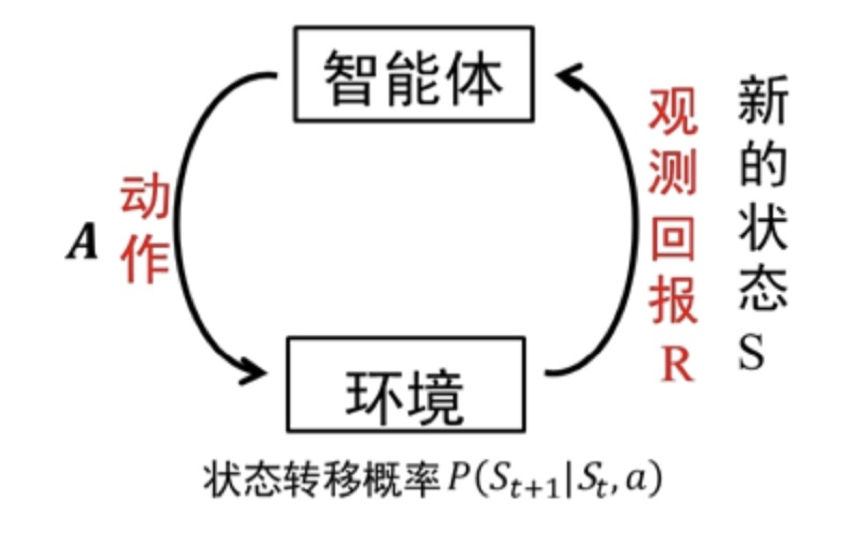 智能体
动作
A
观测回报R
新的状态S
环境
状态转移概率 P(S_{t+1}|S_t, a)